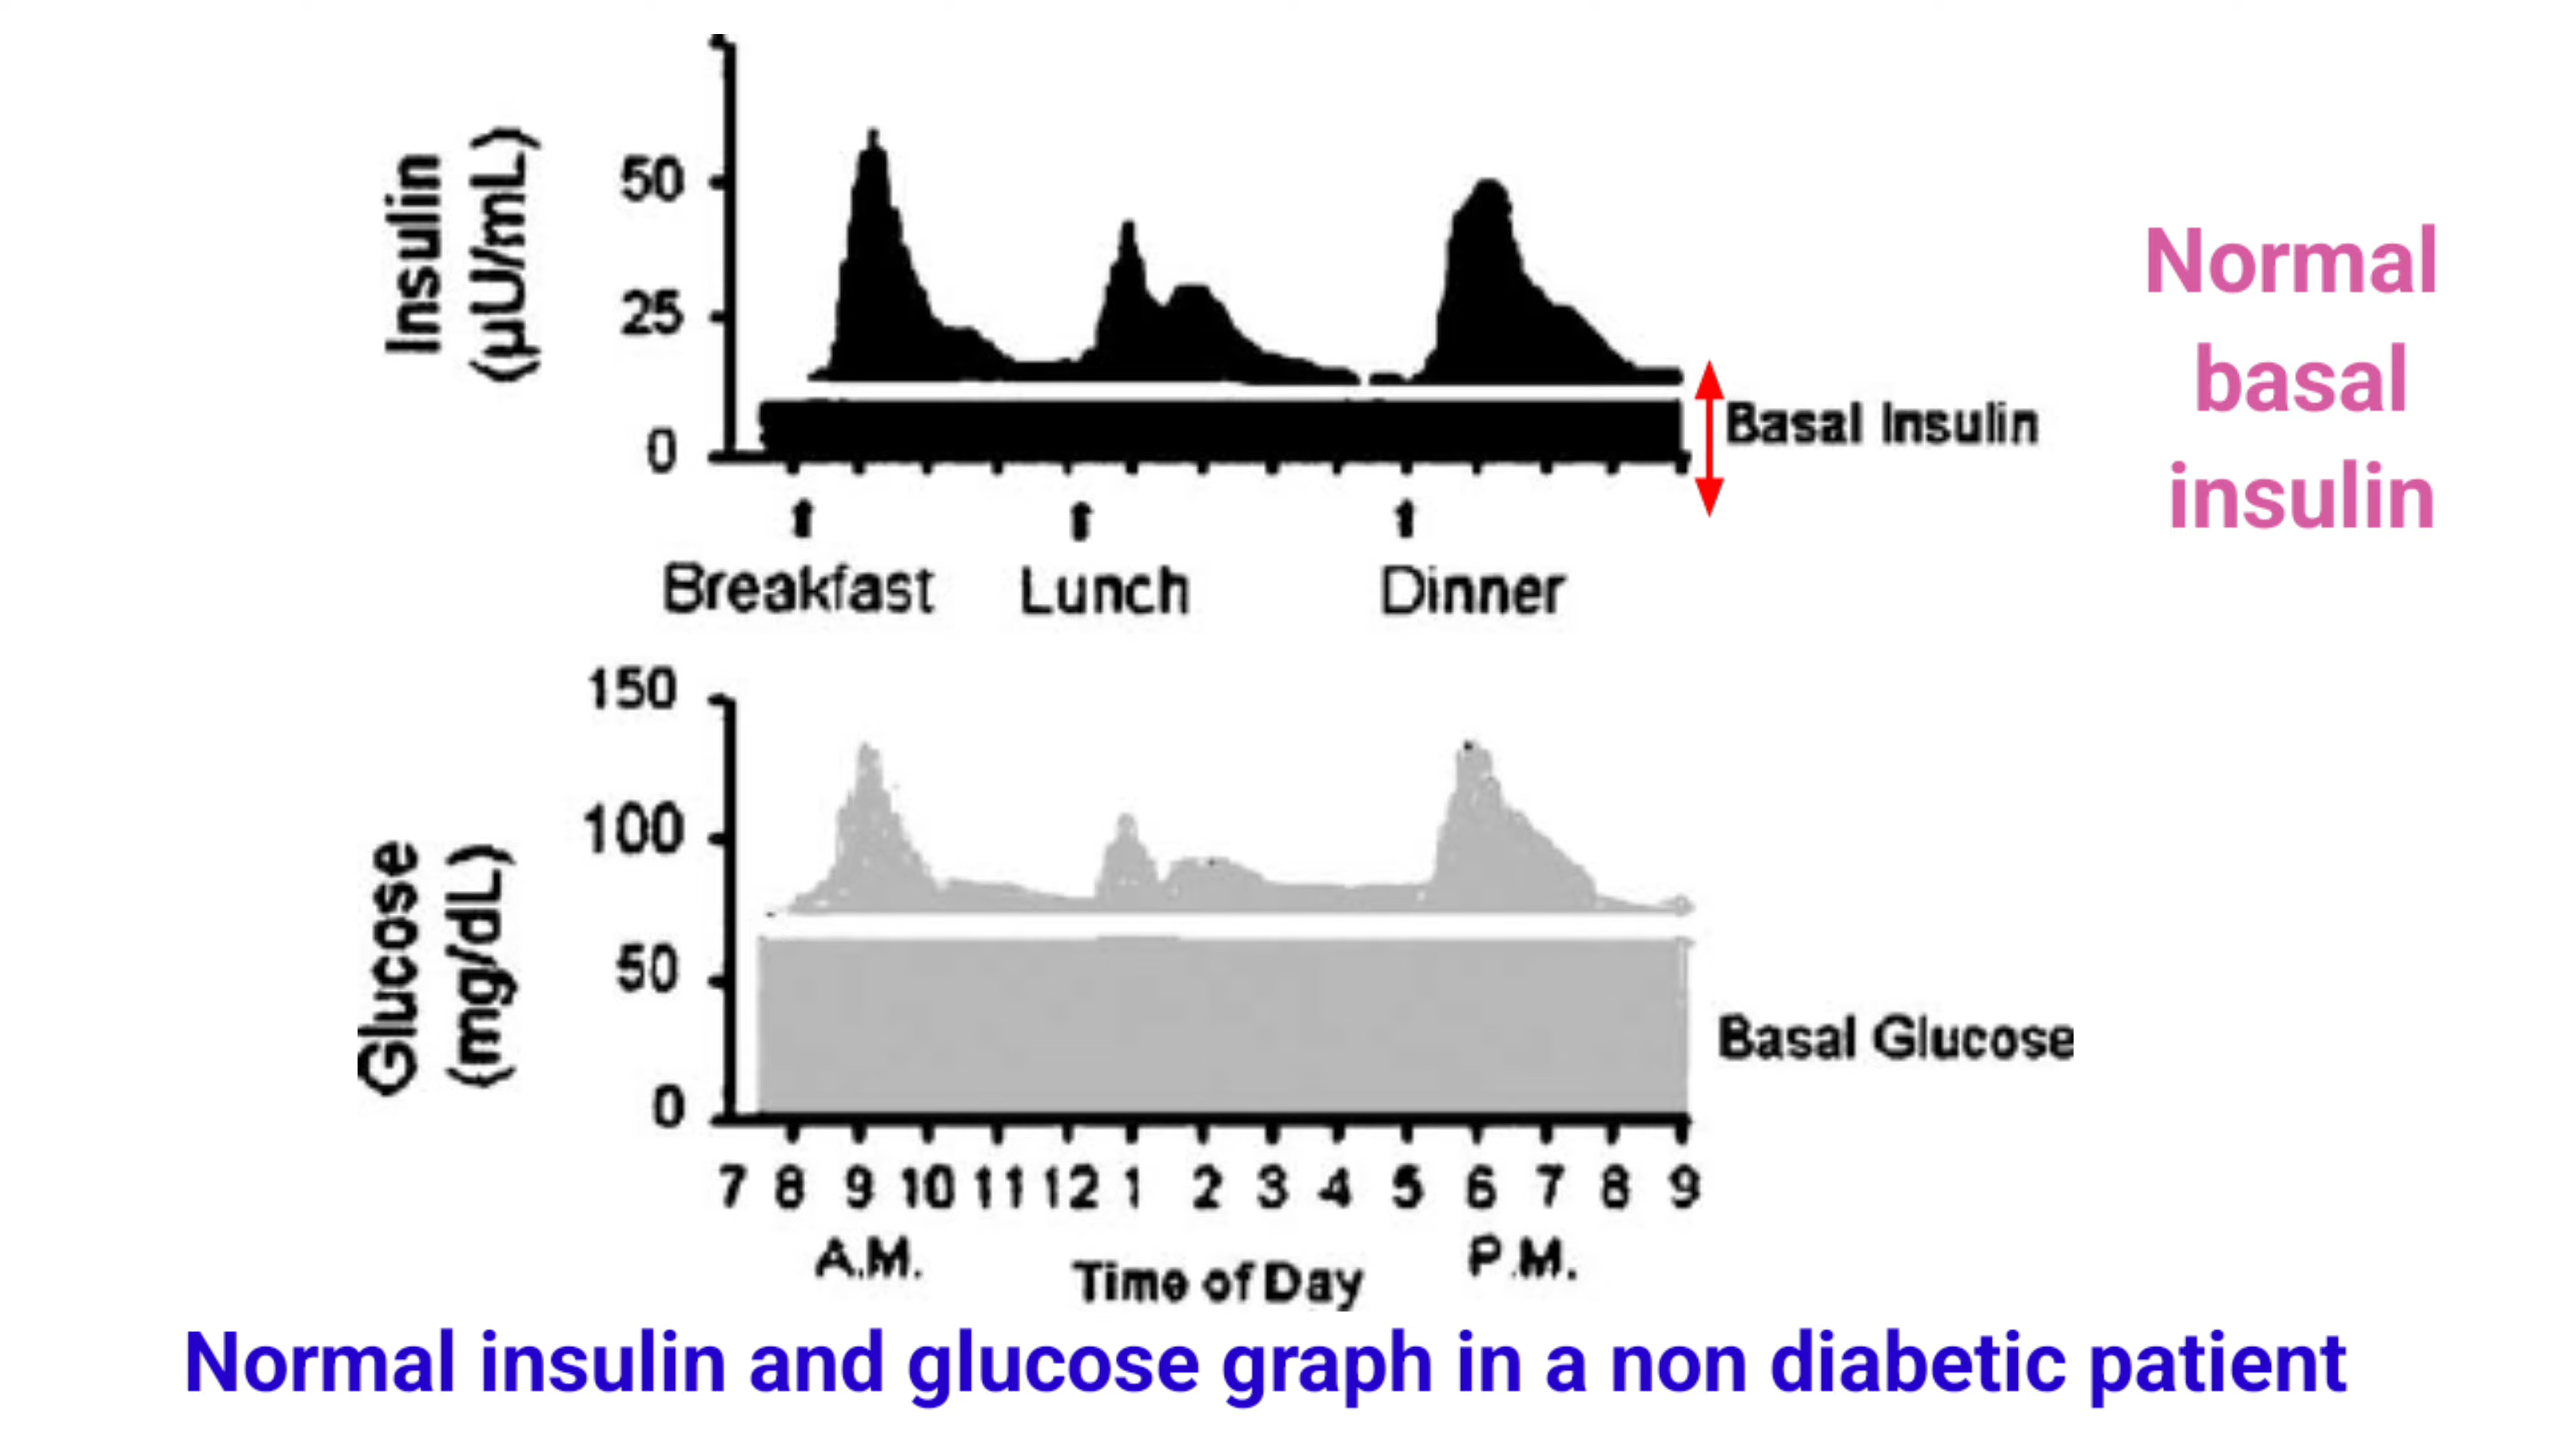 Insulin
(µU/mL)
50
25
0
Basal Insulin
Normal
basal
insulin
Breakfast Lunch Dinner
Glucose
(mg/dL)
150
100
50
0
Basal Glucose
7 8 9 10 11 12 1 2 3 4 5 6 7 8 9
A.M. P.M.
Time of Day
Normal insulin and glucose graph in a non diabetic patient